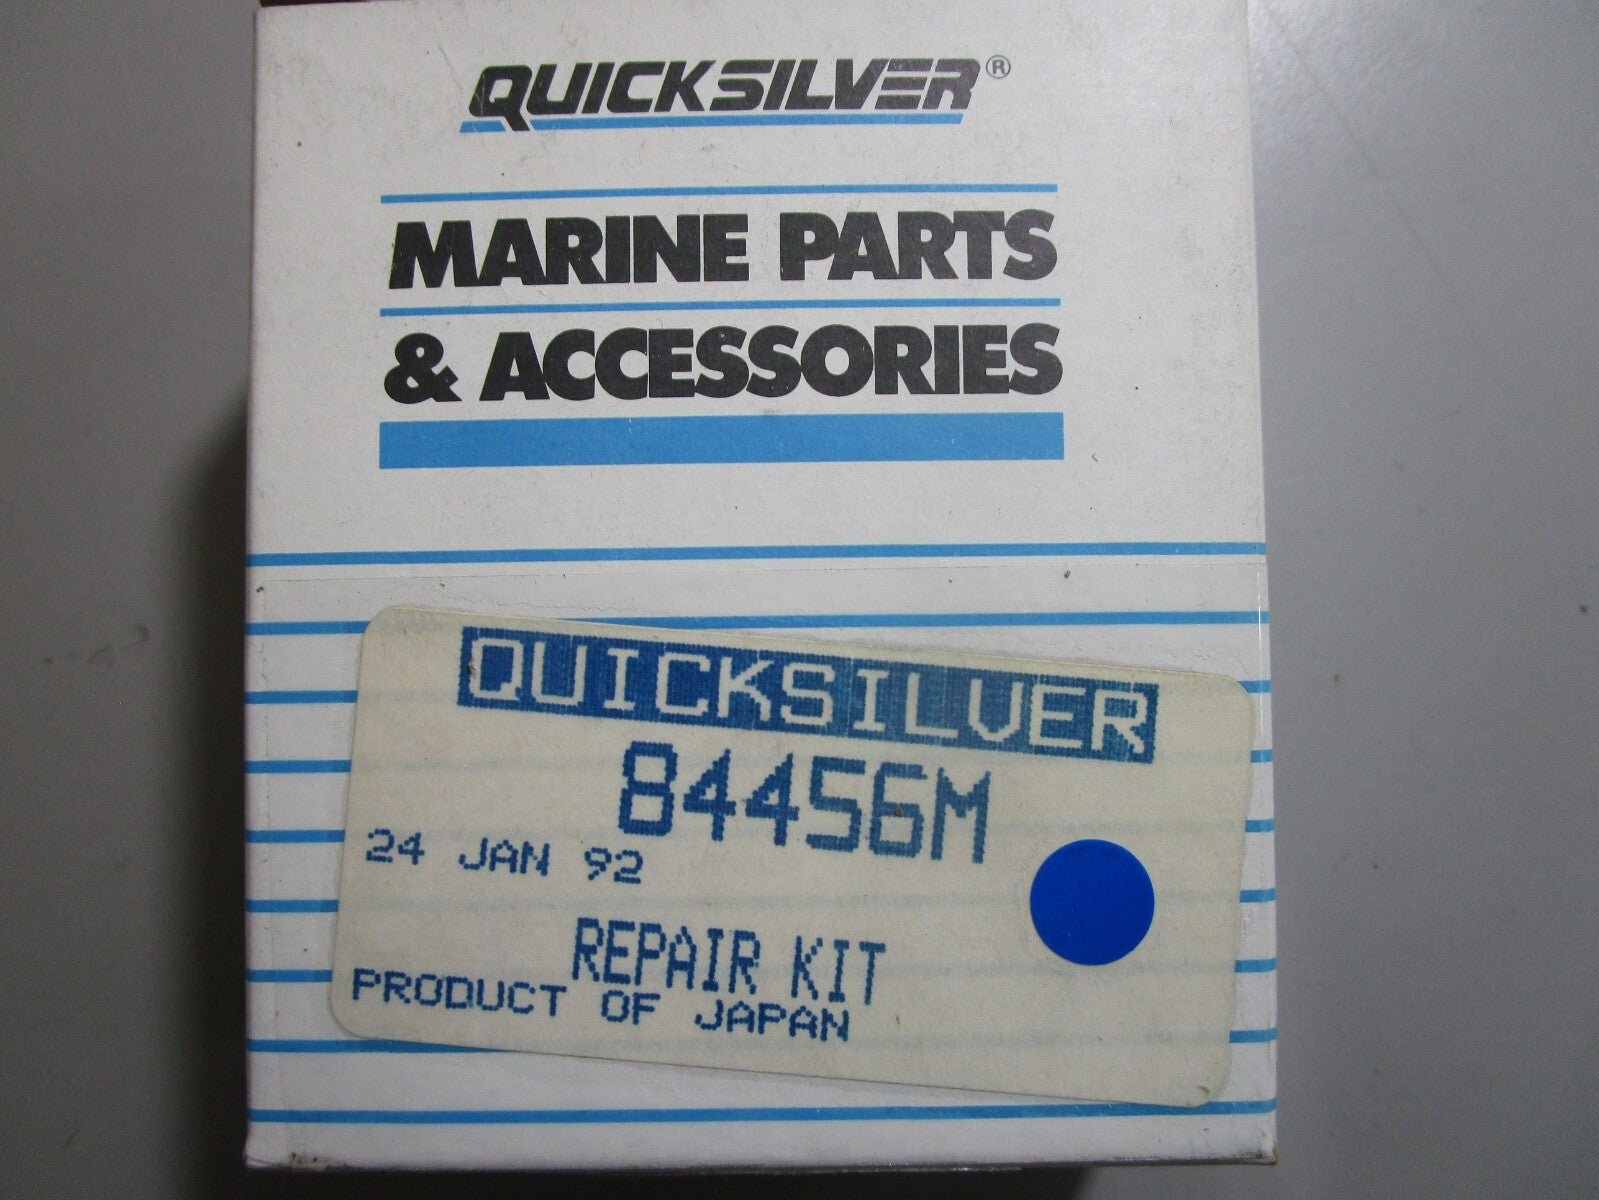 QUICKSILVER®
MARINE PARTS
& ACCESSORIES
QUICKSILVER
84456M
24 JAN 92
REPAIR KIT
PRODUCT OF JAPAN